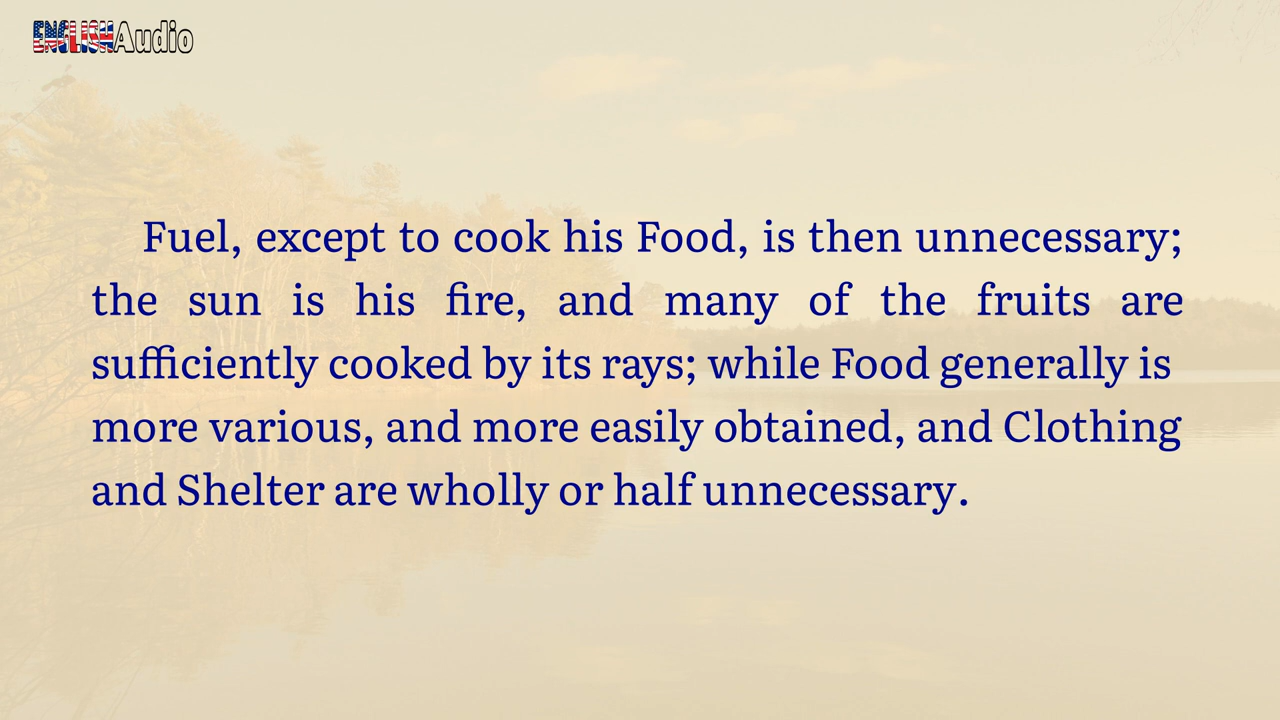 ENGLISHAudio
Fuel, except to cook his Food, is then unnecessary;
the sun is his fire, and many of the fruits are
sufficiently cooked by its rays; while Food generally is
more various, and more easily obtained, and Clothing
and Shelter are wholly or half unnecessary.